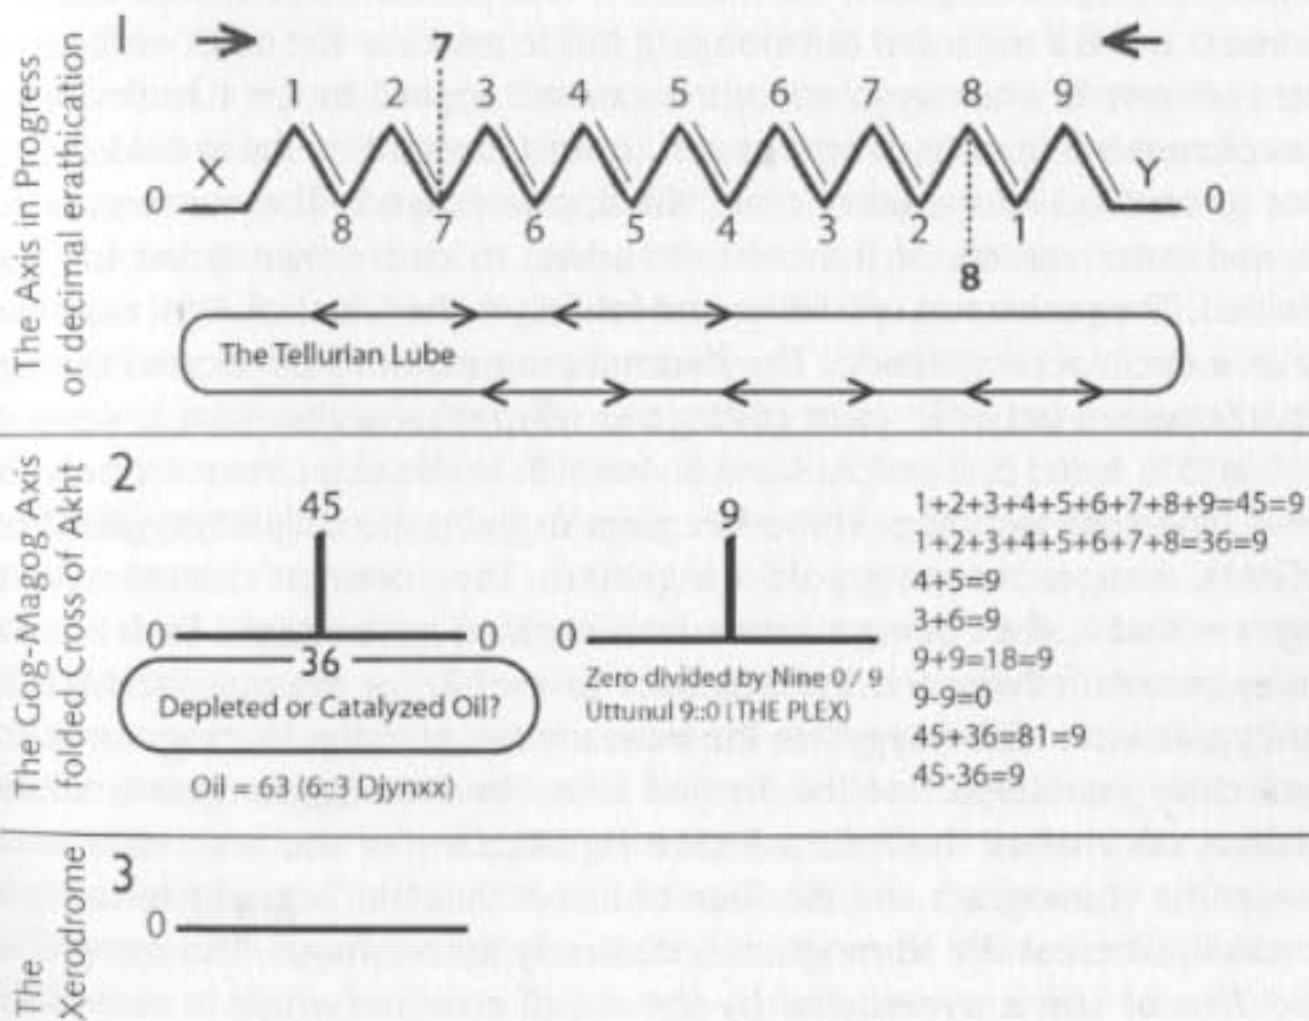 The Axis in Progress
or decimal erathication
1
7
2 3 4 5 6 7 8 9
X
Y
0
0
8 7 6 5 4 3 2 1
8
The Tellurian Lube
The Gog-Magog Axis
folded Cross of Akht
2
45
0
0
36
Depleted or Catalyzed Oil?
Oil = 63 (6::3 Djynxx)
9
0
Zero divided by Nine 0/9
Uttunul 9::0 (THE PLEX)
1+2+3+4+5+6+7+8+9=45=9
1+2+3+4+5+6+7+8=36=9
4+5=9
3+6=9
9+9=18=9
9-9=0
45+36=81=9
45-36=9
The
Xerodrome
3
0